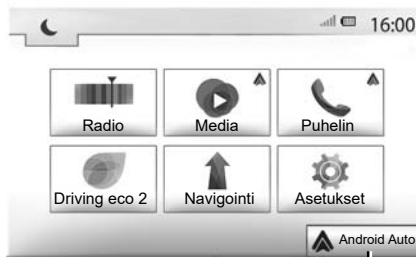 16:00
Radio
Media
Puhelin
Driving eco 2
Navigointi
Asetukset
Android Auto